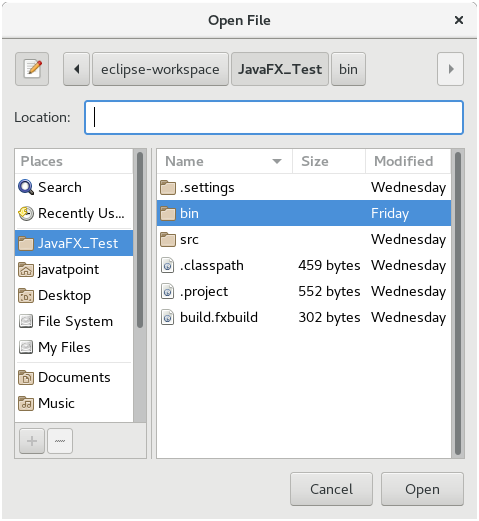 Open File
eclipse-workspace JavaFX_Test bin
Location:
Places
Search
Recently Us...
JavaFX_Test
javatpoint
Desktop
File System
My Files
Documents
Music
Name Size Modified
.settings Wednesday
bin Friday
src Wednesday
.classpath 459 bytes Wednesday
.project 552 bytes Wednesday
build.fxbuild 302 bytes Wednesday
Cancel Open